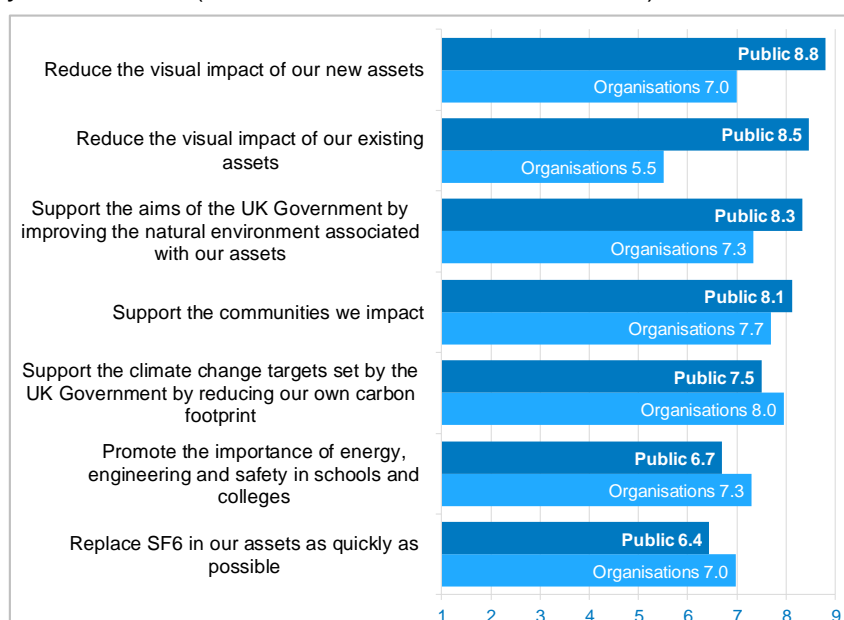 Reduce the visual impact of our new assets
Public 8.8
Organisations 7.0
Reduce the visual impact of our existing
assets
Public 8.5
Organisations 5.5
Support the aims of the UK Government by
improving the natural environment associated
with our assets
Public 8.3
Organisations 7.3
Support the communities we impact
Public 8.1
Organisations 7.7
Support the climate change targets set by the
UK Government by reducing our own carbon
footprint
Public 7.5
Organisations 8.0
Promote the importance of energy,
engineering and safety in schools and
colleges
Public 6.7
Organisations 7.3
Replace SF6 in our assets as quickly as
possible
Public 6.4
Organisations 7.0
1 2 3 4 5 6 7 8 9